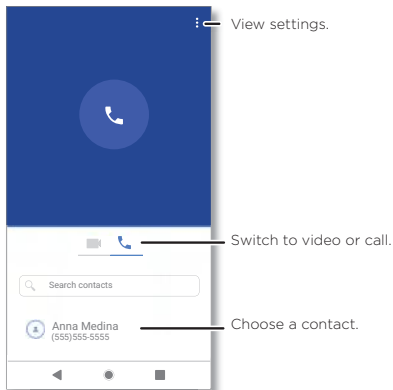 View settings.
Switch to video or call.
Search contacts
Anna Medina
(555)555-5555
Choose a contact.